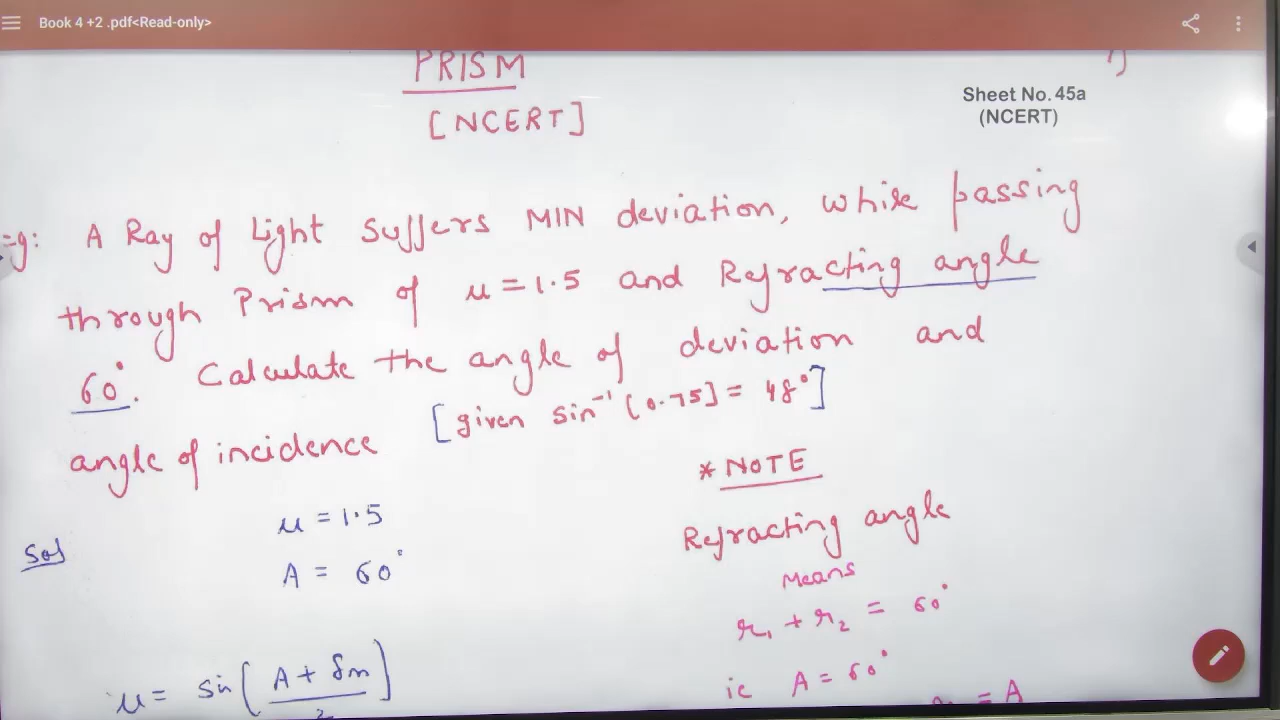 Book 4 +2 .pdf<Read-only>
PRISM
[NCERT]
Sheet No. 45a
(NCERT)
A Ray of Light Suffers MIN deviation, while passing
through Prism of μ = 1.5 and Refracting angle
60°. Calculate the angle of deviation and
angle of incidence [given sin⁻¹(0.75] = 48°]
* NOTE
μ = 1.5
Refracting angle
Sol
A = 60°
Means
r₁ + r₂ = 60°
μ = sin(A + δm
ie A = 60°
= A